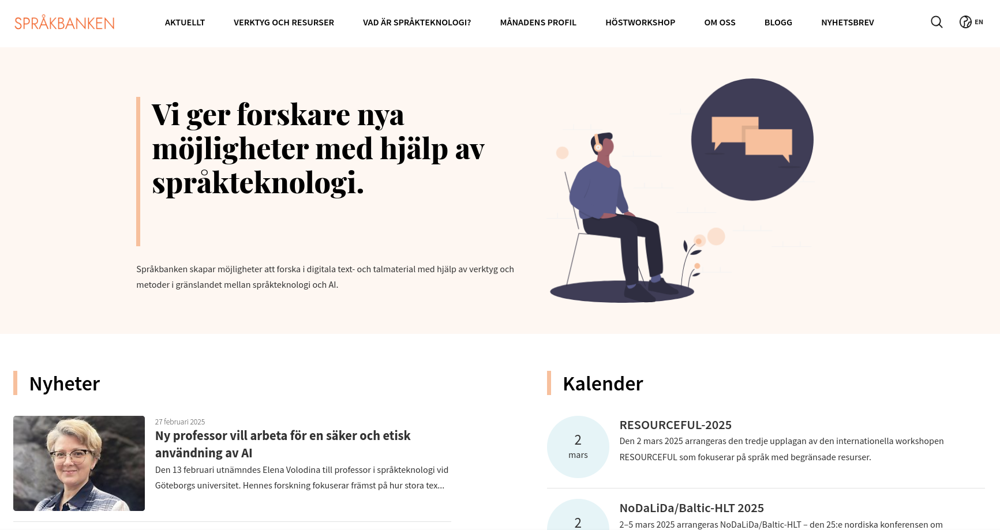 SPRÅKBANKEN
AKTUELLT
VERKTYG OCH RESURSER
VAD ÄR SPRÅKTEKNOLOGI?
MÅNADENS PROFIL
HÖSTWORKSHOP
OM OSS
BLOGG
NYHETSBREV
EN
Vi ger forskare nya
möjligheter med hjälp av
språkteknologi.
Språkbanken skapar möjligheter att forska i digitala text- och talmaterial med hjälp av verktyg och
metoder i gränslandet mellan språkteknologi och AI.
Nyheter
27 februari 2025
Ny professor vill arbeta för en säker och etisk
användning av AI
Den 13 februari utnämndes Elena Volodina till professor i språkteknologi vid
Göteborgs universitet. Hennes forskning fokuserar främst på hur stora tex...
Kalender
2
mars
RESOURCEFUL-2025
Den 2 mars 2025 arrangeras den tredje upplagan av den internationella workshopen
RESOURCEFUL som fokuserar på språk med begränsade resurser.
2
NoDaLiDa/Baltic-HLT 2025
2–5 mars 2025 arrangeras NoDaLiDa/Baltic-HLT – den 25:e nordiska konferensen om